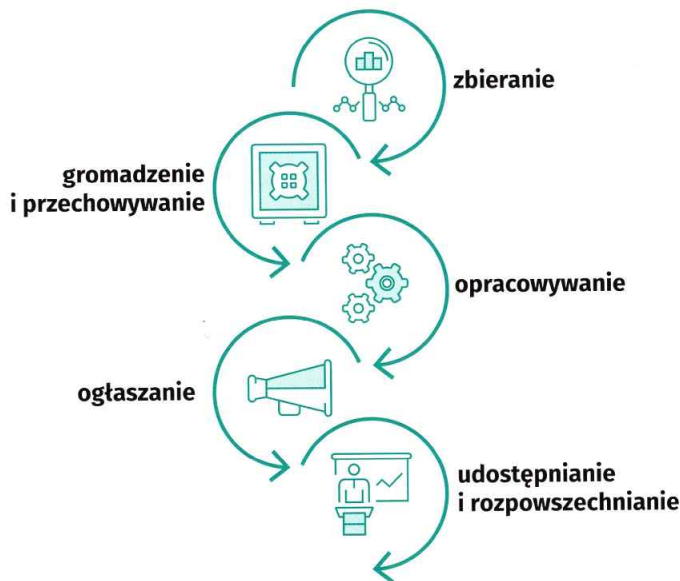 zbieranie
gromadzenie
i przechowywanie
opracowywanie
ogłaszanie
udostępnianie
i rozpowszechnianie